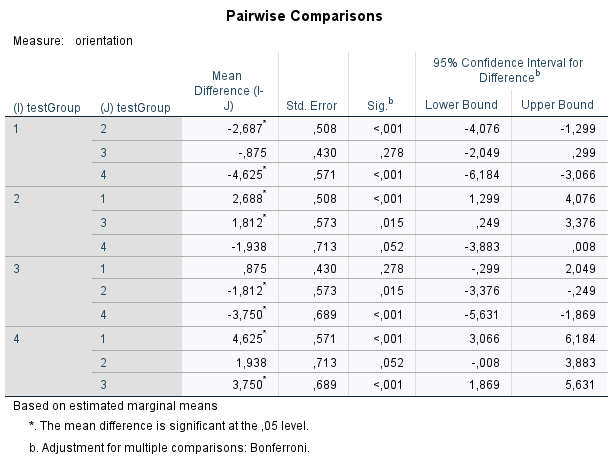 Pairwise Comparisons
Measure: orientation
95% Confidence Interval for Differenceb
(I) testGroup (J) testGroup Mean Difference (I-J) Std. Error Sig.b Lower Bound Upper Bound
1 2 -2,687* ,508 <,001 -4,076 -1,299
3 -,875 ,430 ,278 -2,049 ,299
4 -4,625* ,571 <,001 -6,184 -3,066
2 1 2,688* ,508 <,001 1,299 4,076
3 1,812* ,573 ,015 ,249 3,376
4 -1,938 ,713 ,052 -3,883 ,008
3 1 ,875 ,430 ,278 -,299 2,049
2 -1,812* ,573 ,015 -3,376 -,249
4 -3,750* ,689 <,001 -5,631 -1,869
4 1 4,625* ,571 <,001 3,066 6,184
2 1,938 ,713 ,052 -,008 3,883
3 3,750* ,689 <,001 1,869 5,631
Based on estimated marginal means
*. The mean difference is significant at the ,05 level.
b. Adjustment for multiple comparisons: Bonferroni.